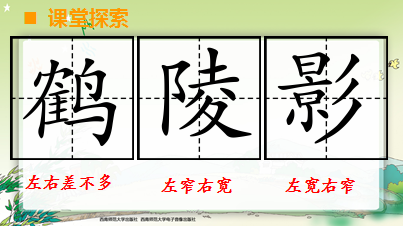 课堂探索
鹤 陵 影
左右差不多 左窄右宽 左宽右窄
西南师范大学出版社 西南师范大学电子音像出版社